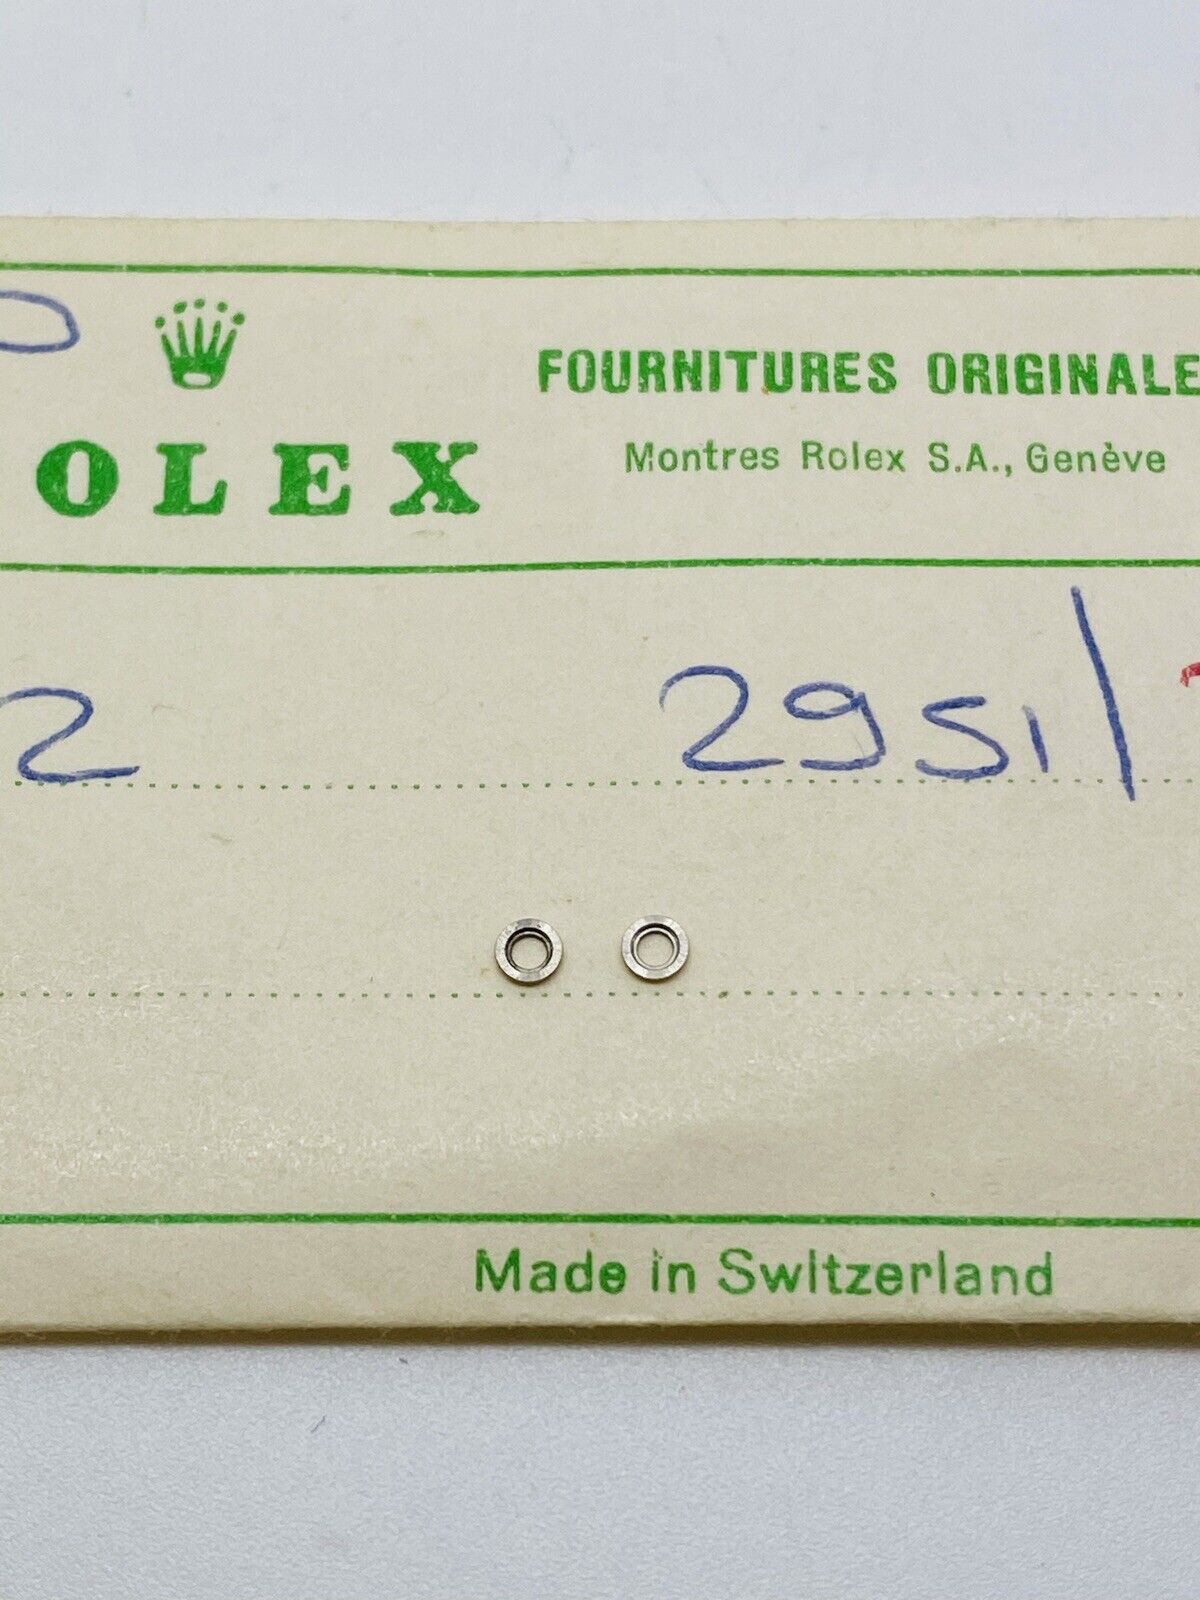 FOURNITURES ORIGINALE
OLEX
Montres Rolex S.A., Genève
2
2951/
Made in Switzerland